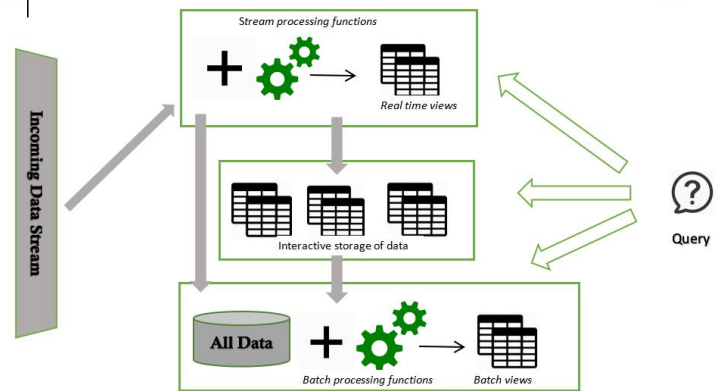 Stream processing functions
Real time views
Incoming Data Stream
Interactive storage of data
Query
All Data
Batch processing functions
Batch views